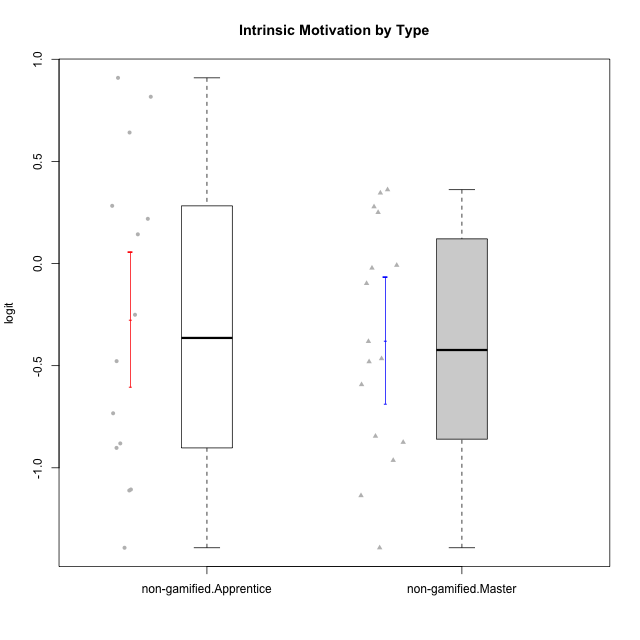 Intrinsic Motivation by Type
1.0
0.5
0.0
-0.5
-1.0
logit
non-gamified.Apprentice
non-gamified.Master